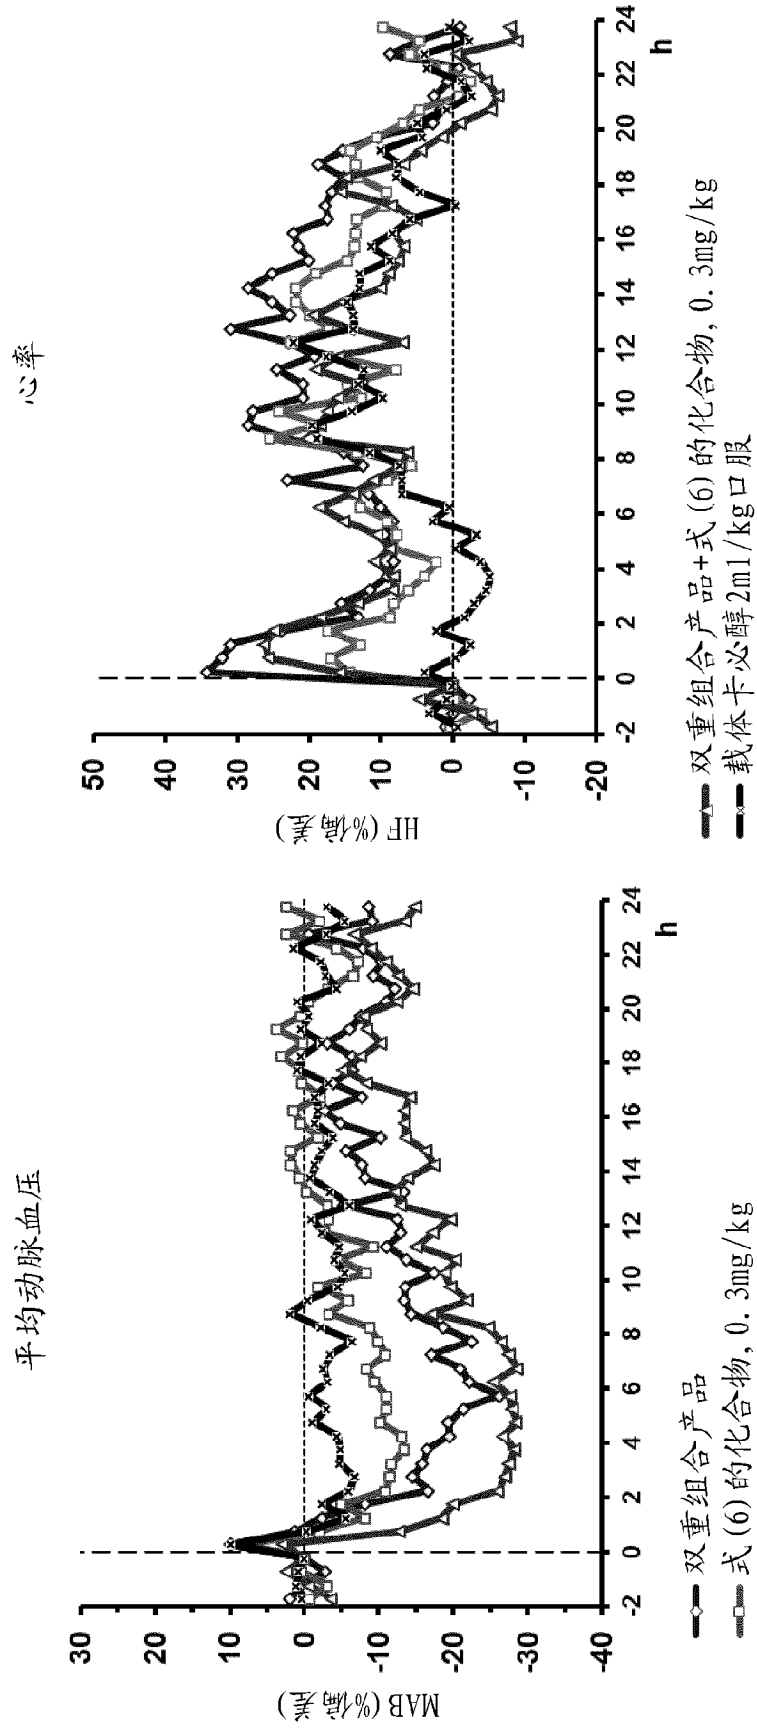 平均动脉血压
MAB(%偏差)
30
20
10
0
-10
-20
-30
-40
-2 0 2 4 6 8 10 12 14 16 18 20 22 24
h
心率
HF(%偏差)
50
40
30
20
10
0
-10
-20
-2 0 2 4 6 8 10 12 14 16 18 20 22 24
h
双重组合产品
式(6)的化合物, 0.3mg/kg
双重组合产品+式(6)的化合物, 0.3mg/kg
载体卡必醇2ml/kg口服